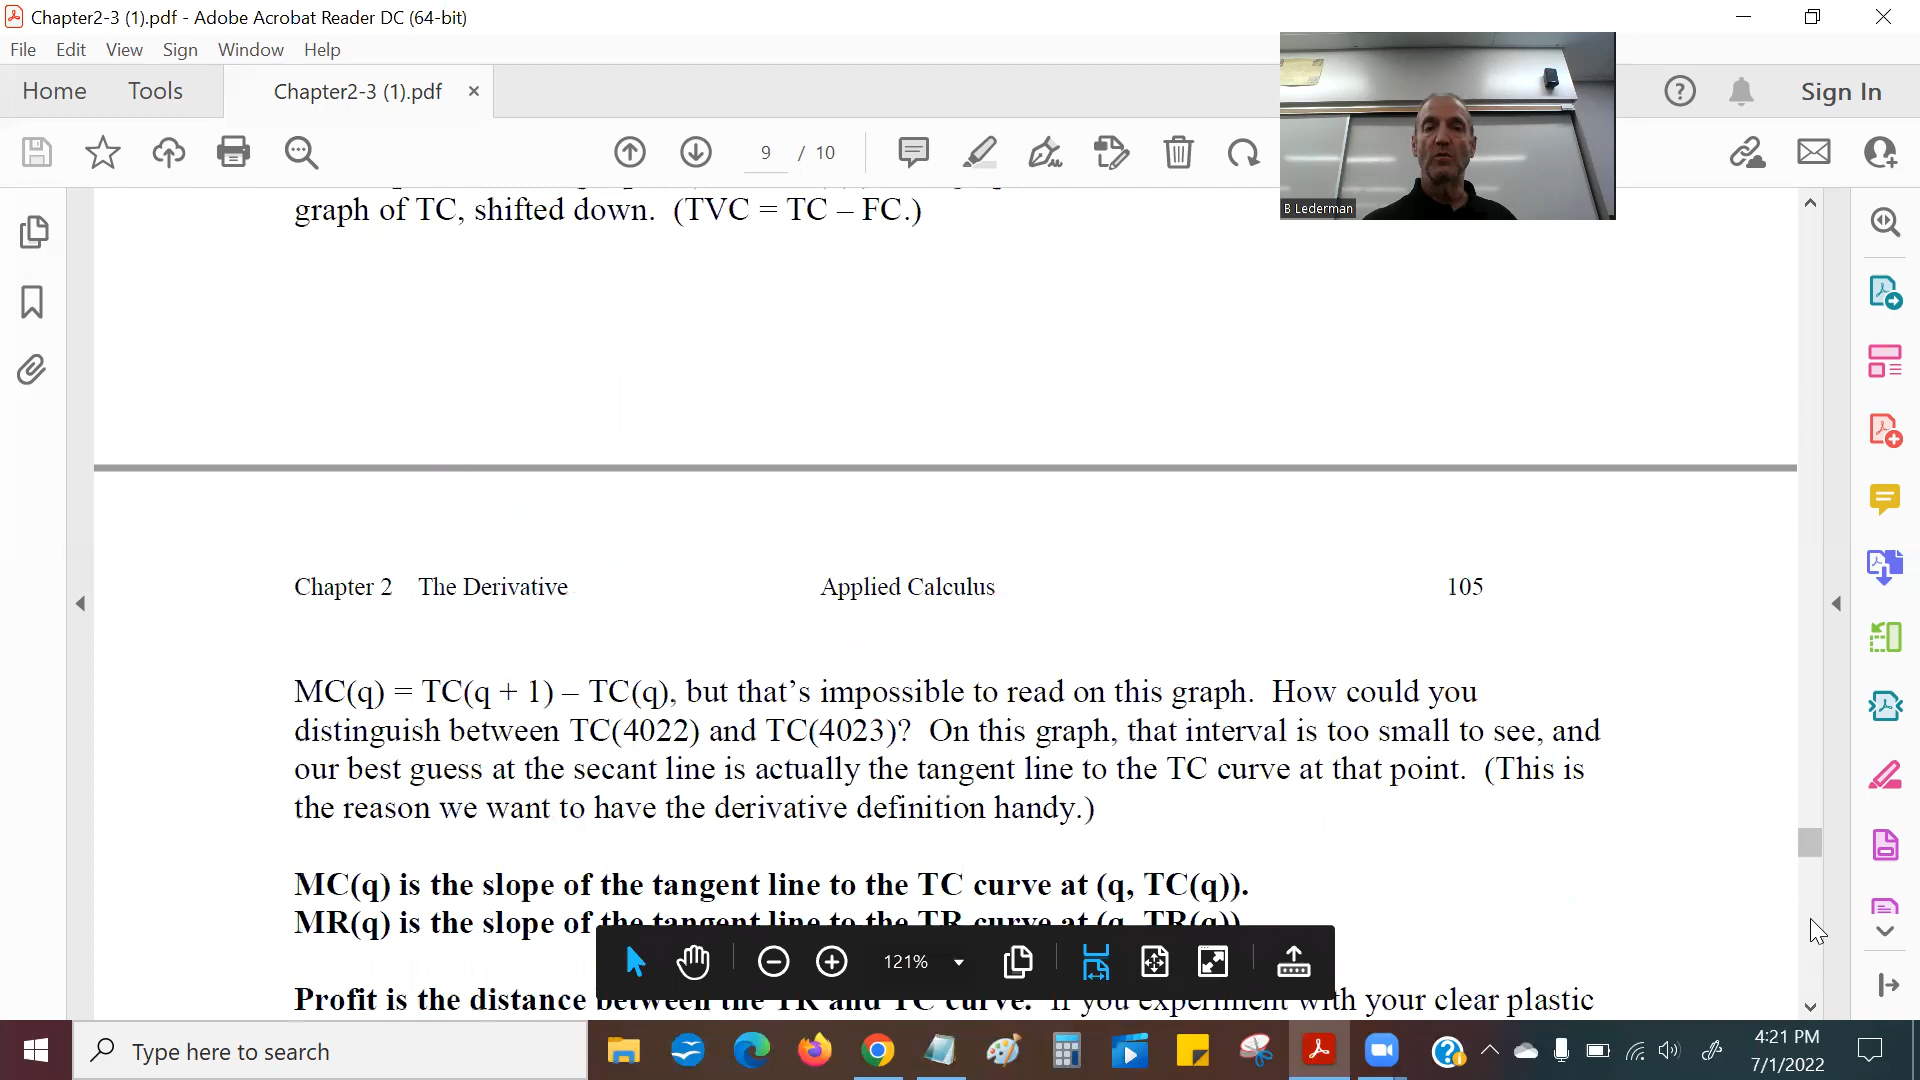 Chapter2-3 (1).pdf - Adobe Acrobat Reader DC (64-bit)
File Edit View Sign Window Help
Home Tools Chapter2-3 (1).pdf × Sign In
9 / 10
B Lederman
graph of TC, shifted down. (TVC = TC – FC.)
Chapter 2 The Derivative Applied Calculus 105
MC(q) = TC(q + 1) – TC(q), but that’s impossible to read on this graph. How could you
distinguish between TC(4022) and TC(4023)? On this graph, that interval is too small to see, and
our best guess at the secant line is actually the tangent line to the TC curve at that point. (This is
the reason we want to have the derivative definition handy.)
MC(q) is the slope of the tangent line to the TC curve at (q, TC(q)).
MR(q) is the slope of the tangent line to the TR curve at (q, TR(q))
121%
Profit is the distance between the TR and TC curve. If you experiment with your clear plastic
Type here to search
4:21 PM
7/1/2022